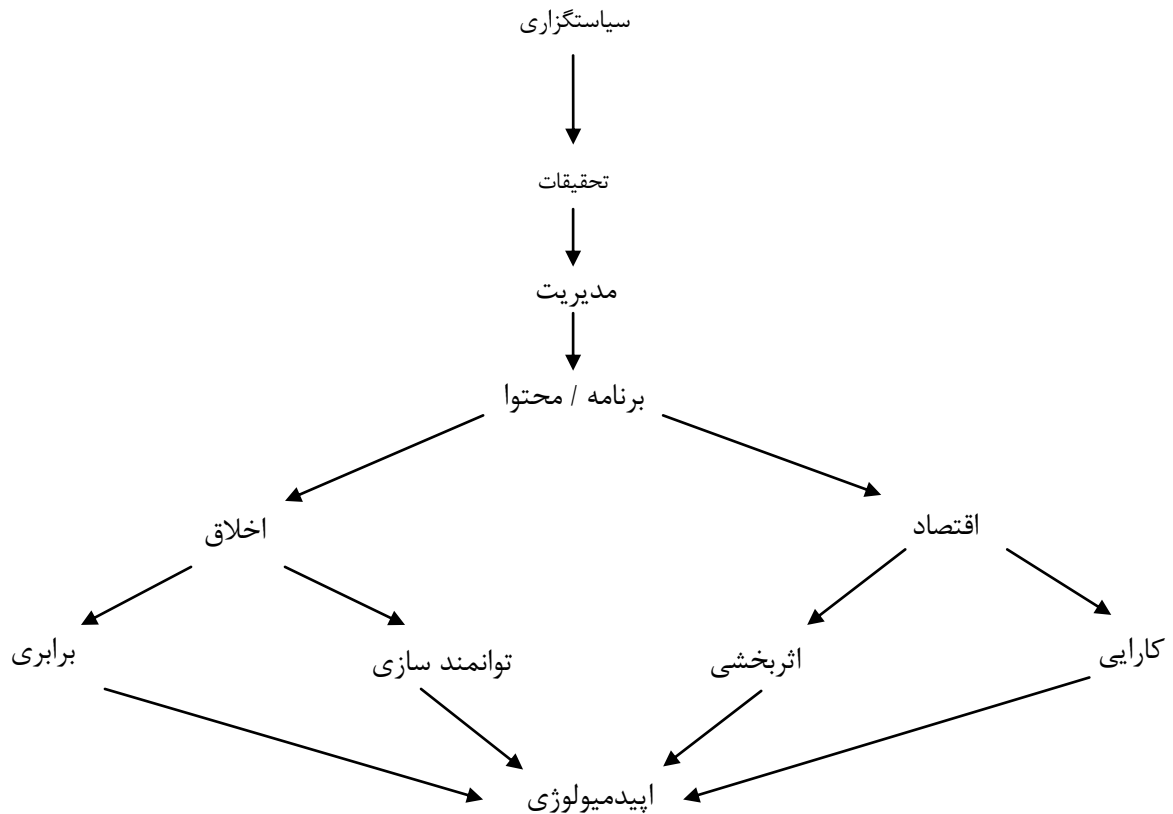 سیاستگزاری
تحقیقات
مدیریت
برنامه / محتوا
اقتصاد
اخلاق
کارایی
اثربخشی
توانمند سازی
برابری
اپیدمیولوژی